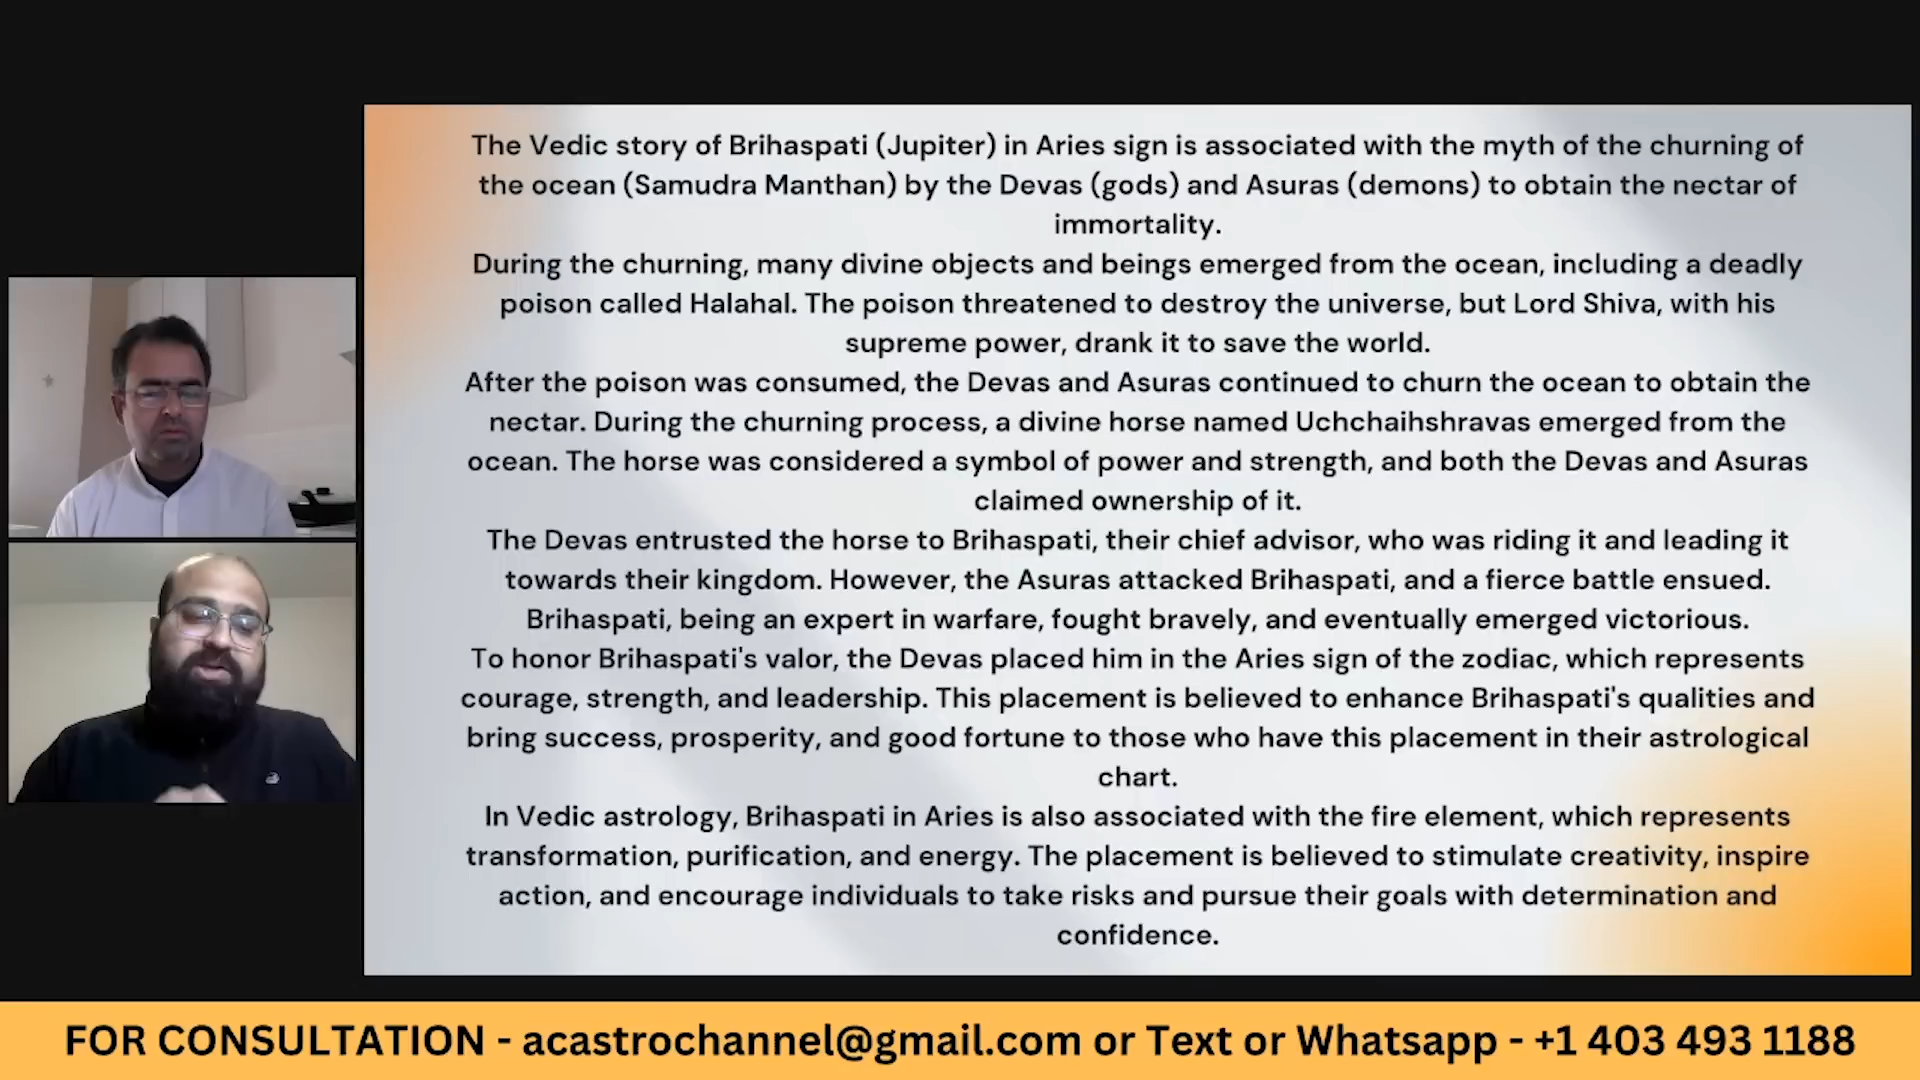 The Vedic story of Brihaspati (Jupiter) in Aries sign is associated with the myth of the churning of
the ocean (Samudra Manthan) by the Devas (gods) and Asuras (demons) to obtain the nectar of
immortality.
During the churning, many divine objects and beings emerged from the ocean, including a deadly
poison called Halahal. The poison threatened to destroy the universe, but Lord Shiva, with his
supreme power, drank it to save the world.
After the poison was consumed, the Devas and Asuras continued to churn the ocean to obtain the
nectar. During the churning process, a divine horse named Uchchaihshravas emerged from the
ocean. The horse was considered a symbol of power and strength, and both the Devas and Asuras
claimed ownership of it.
The Devas entrusted the horse to Brihaspati, their chief advisor, who was riding it and leading it
towards their kingdom. However, the Asuras attacked Brihaspati, and a fierce battle ensued.
Brihaspati, being an expert in warfare, fought bravely, and eventually emerged victorious.
To honor Brihaspati's valor, the Devas placed him in the Aries sign of the zodiac, which represents
courage, strength, and leadership. This placement is believed to enhance Brihaspati's qualities and
bring success, prosperity, and good fortune to those who have this placement in their astrological
chart.
In Vedic astrology, Brihaspati in Aries is also associated with the fire element, which represents
transformation, purification, and energy. The placement is believed to stimulate creativity, inspire
action, and encourage individuals to take risks and pursue their goals with determination and
confidence.
FOR CONSULTATION - acastrochannel@gmail.com or Text or Whatsapp - +1 403 493 1188